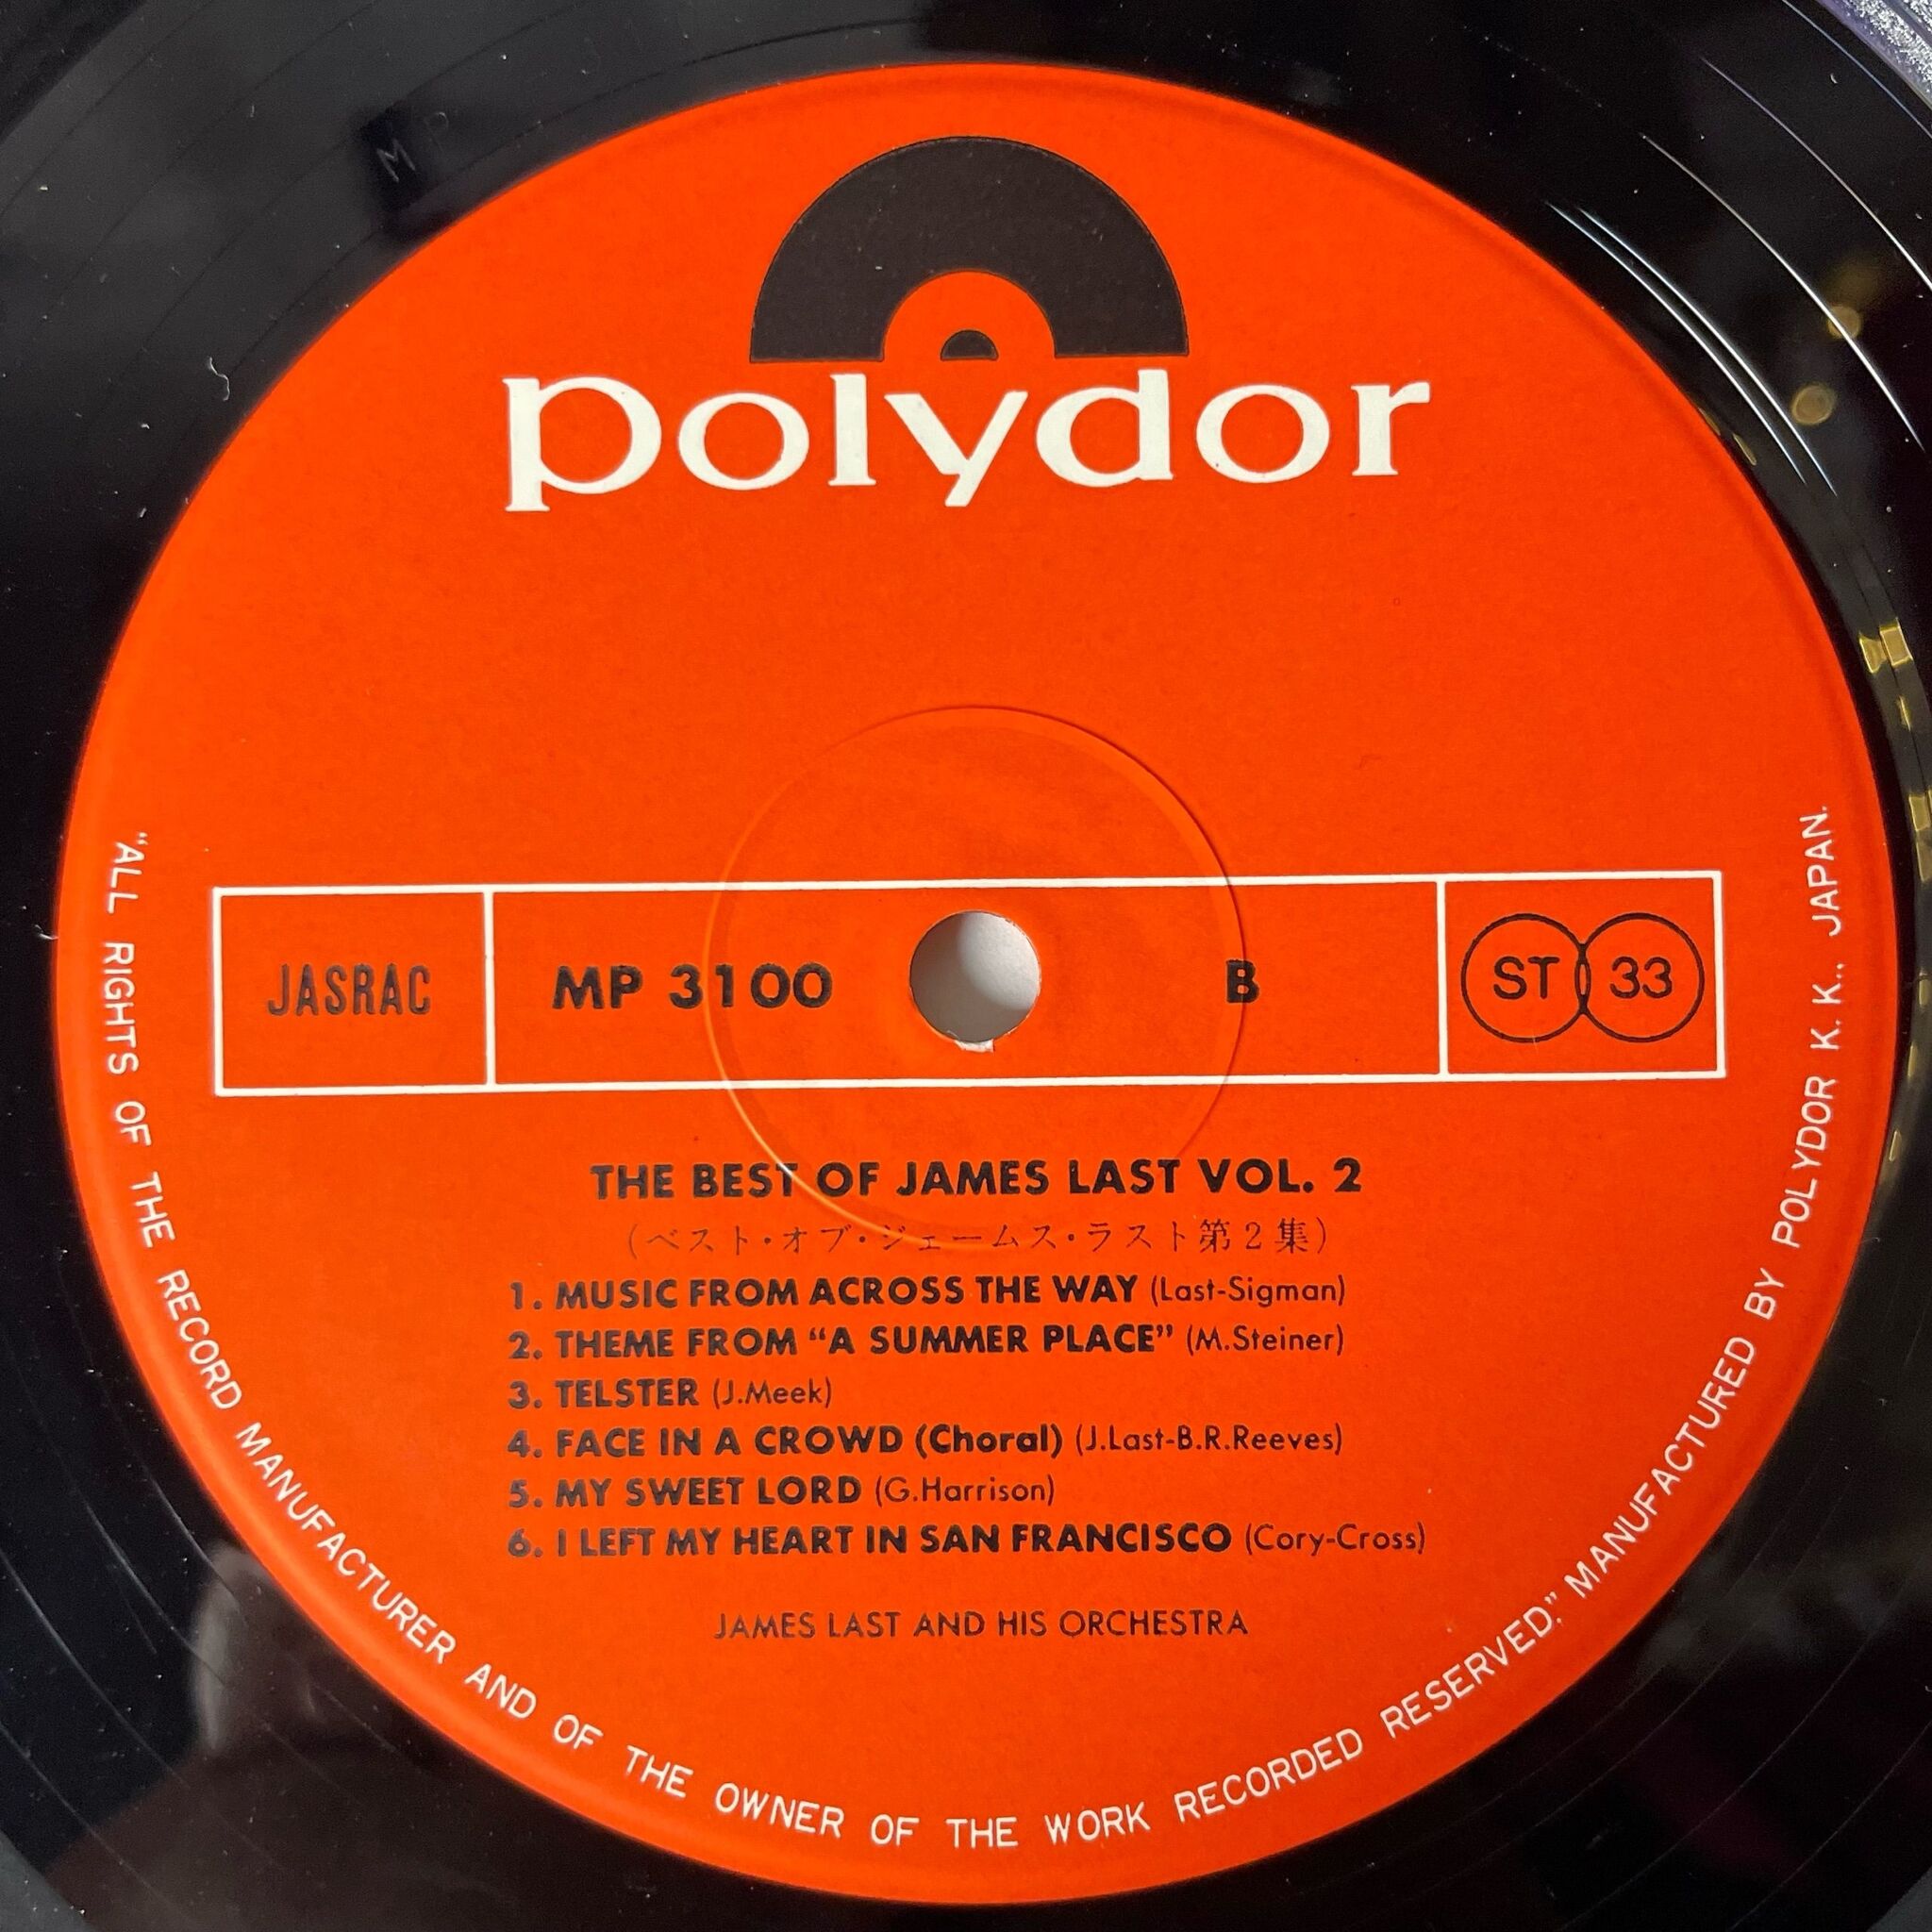 MP
polydor
JASRAC
MP 3100
B
ST 33
THE BEST OF JAMES LAST VOL. 2
(ベスト・オブ・ジェームス・ラスト第2集)
1. MUSIC FROM ACROSS THE WAY (Last-Sigman)
2. THEME FROM “A SUMMER PLACE” (M.Steiner)
3. TELSTER (J.Meek)
4. FACE IN A CROWD (Choral) (J.Last-B.R.Reeves)
5. MY SWEET LORD (G.Harrison)
6. I LEFT MY HEART IN SAN FRANCISCO (Cory-Cross)
JAMES LAST AND HIS ORCHESTRA
“ALL RIGHTS OF THE RECORD MANUFACTURER AND OF THE OWNER OF THE WORK RECORDED RESERVED.” MANUFACTURED BY POLYDOR K. K., JAPAN.